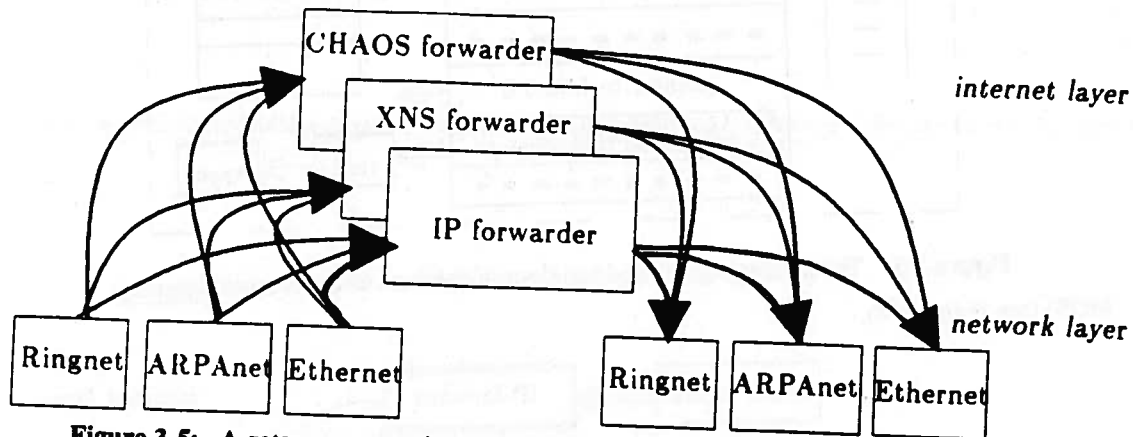 CHAOS forwarder
internet layer
XNS forwarder
IP forwarder
network layer
Ringnet ARPAnet Ethernet Ringnet ARPAnet Ethernet
Figure 3.5: A